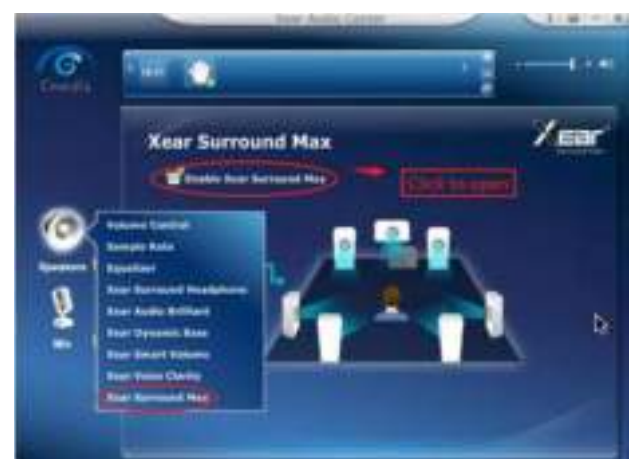 Xear Audio Center
Cmedia
Xear Surround Max
Xear
Enable Xear Surround Max
Click to open
Speakers
Mic
Volume Control
Sample Rate
Equalizer
Xear Surround Headphone
Xear Audio Brilliant
Xear Dynamic Bass
Xear Smart Volume
Xear Voice Clarity
Xear Surround Max